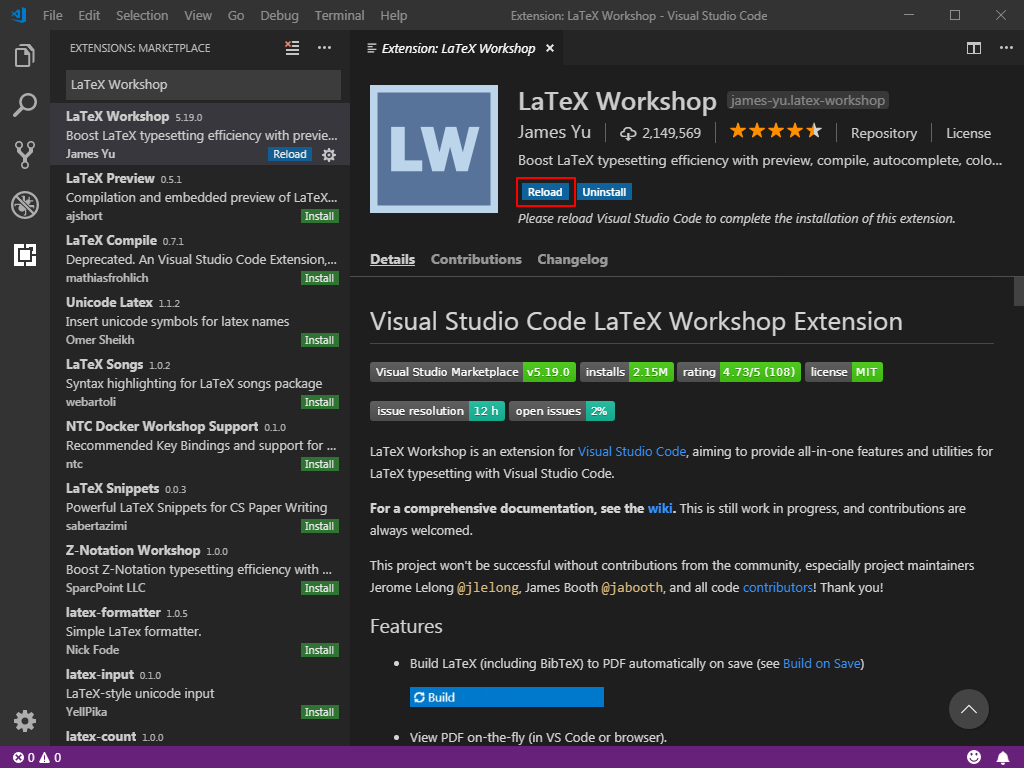 File Edit Selection View Go Debug Terminal Help Extension: LaTeX Workshop - Visual Studio Code
EXTENSIONS: MARKETPLACE
LaTeX Workshop
LaTeX Workshop 5.19.0
Boost LaTeX typesetting efficiency with previe...
James Yu Reload
LaTeX Preview 0.5.1
Compilation and embedded preview of LaTeX...
ajshort Install
LaTeX Compile 0.7.1
Deprecated. An Visual Studio Code Extension,...
mathiasfrohlich Install
Unicode Latex 1.1.2
Insert unicode symbols for latex names
Omer Sheikh Install
LaTeX Songs 1.0.2
Syntax highlighting for LaTeX songs package
webartoli Install
NTC Docker Workshop Support 0.1.0
Recommended Key Bindings and support for ...
ntc Install
LaTeX Snippets 0.0.3
Powerful LaTeX Snippets for CS Paper Writing
sabertazimi Install
Z-Notation Workshop 1.0.0
Boost Z-Notation typesetting efficiency with ...
SparcPoint LLC Install
latex-formatter 1.0.5
Simple LaTex formatter.
Nick Fode Install
latex-input 0.1.0
LaTeX-style unicode input
YellPika Install
latex-count 1.0.0
Extension: LaTeX Workshop
LW
LaTeX Workshop james-yu.latex-workshop
James Yu 2,149,569 Repository License
Boost LaTeX typesetting efficiency with preview, compile, autocomplete, colo...
Reload Uninstall
Please reload Visual Studio Code to complete the installation of this extension.
Details Contributions Changelog
Visual Studio Code LaTeX Workshop Extension
Visual Studio Marketplace v5.19.0 installs 2.15M rating 4.73/5 (108) license MIT
issue resolution 12 h open issues 2%
LaTeX Workshop is an extension for Visual Studio Code, aiming to provide all-in-one features and utilities for
LaTeX typesetting with Visual Studio Code.
For a comprehensive documentation, see the wiki. This is still work in progress, and contributions are
always welcomed.
This project won't be successful without contributions from the community, especially project maintainers
Jerome Lelong @jlelong, James Booth @jabooth, and all code contributors! Thank you!
Features
Build LaTeX (including BibTeX) to PDF automatically on save (see Build on Save)
Build
View PDF on-the-fly (in VS Code or browser).
0 0